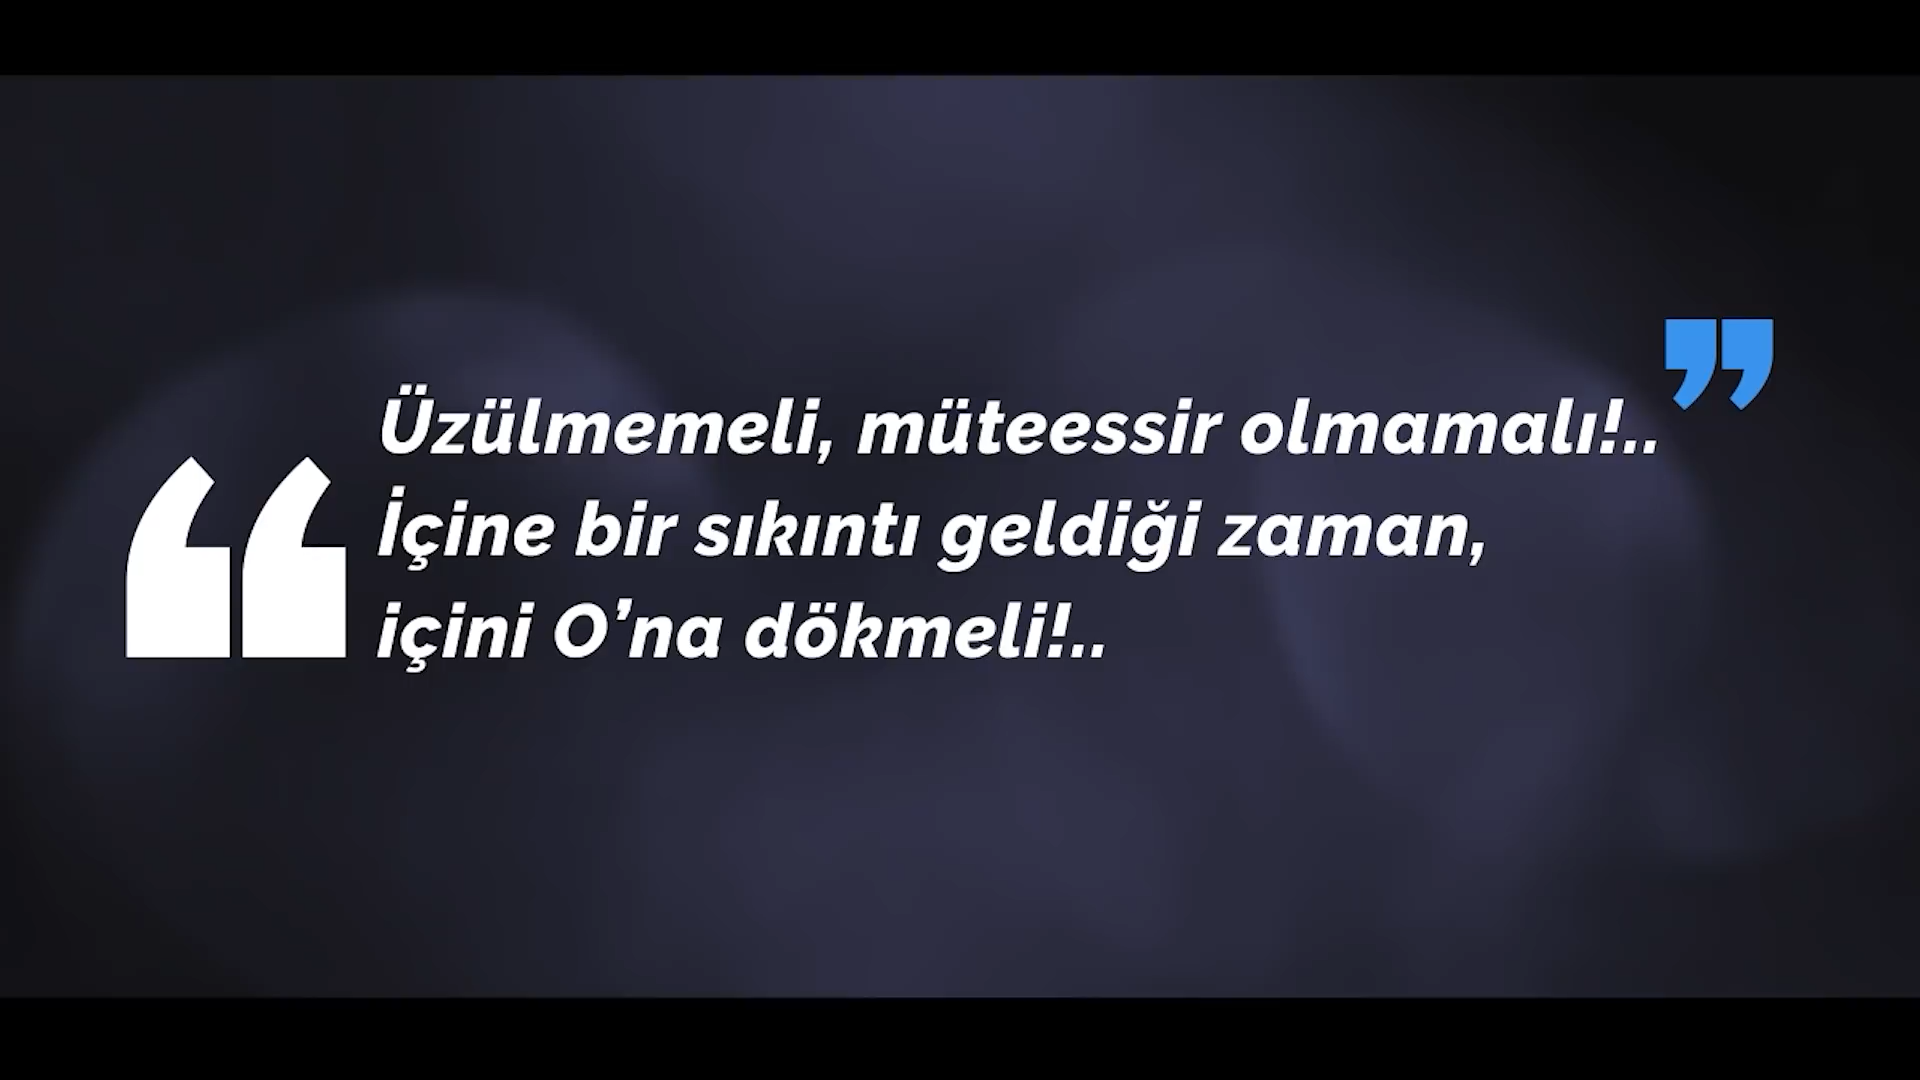 “Üzülmemeli, müteessir olmamalı!..”
İçine bir sıkıntı geldiği zaman,
içini O’na dökmeli!..